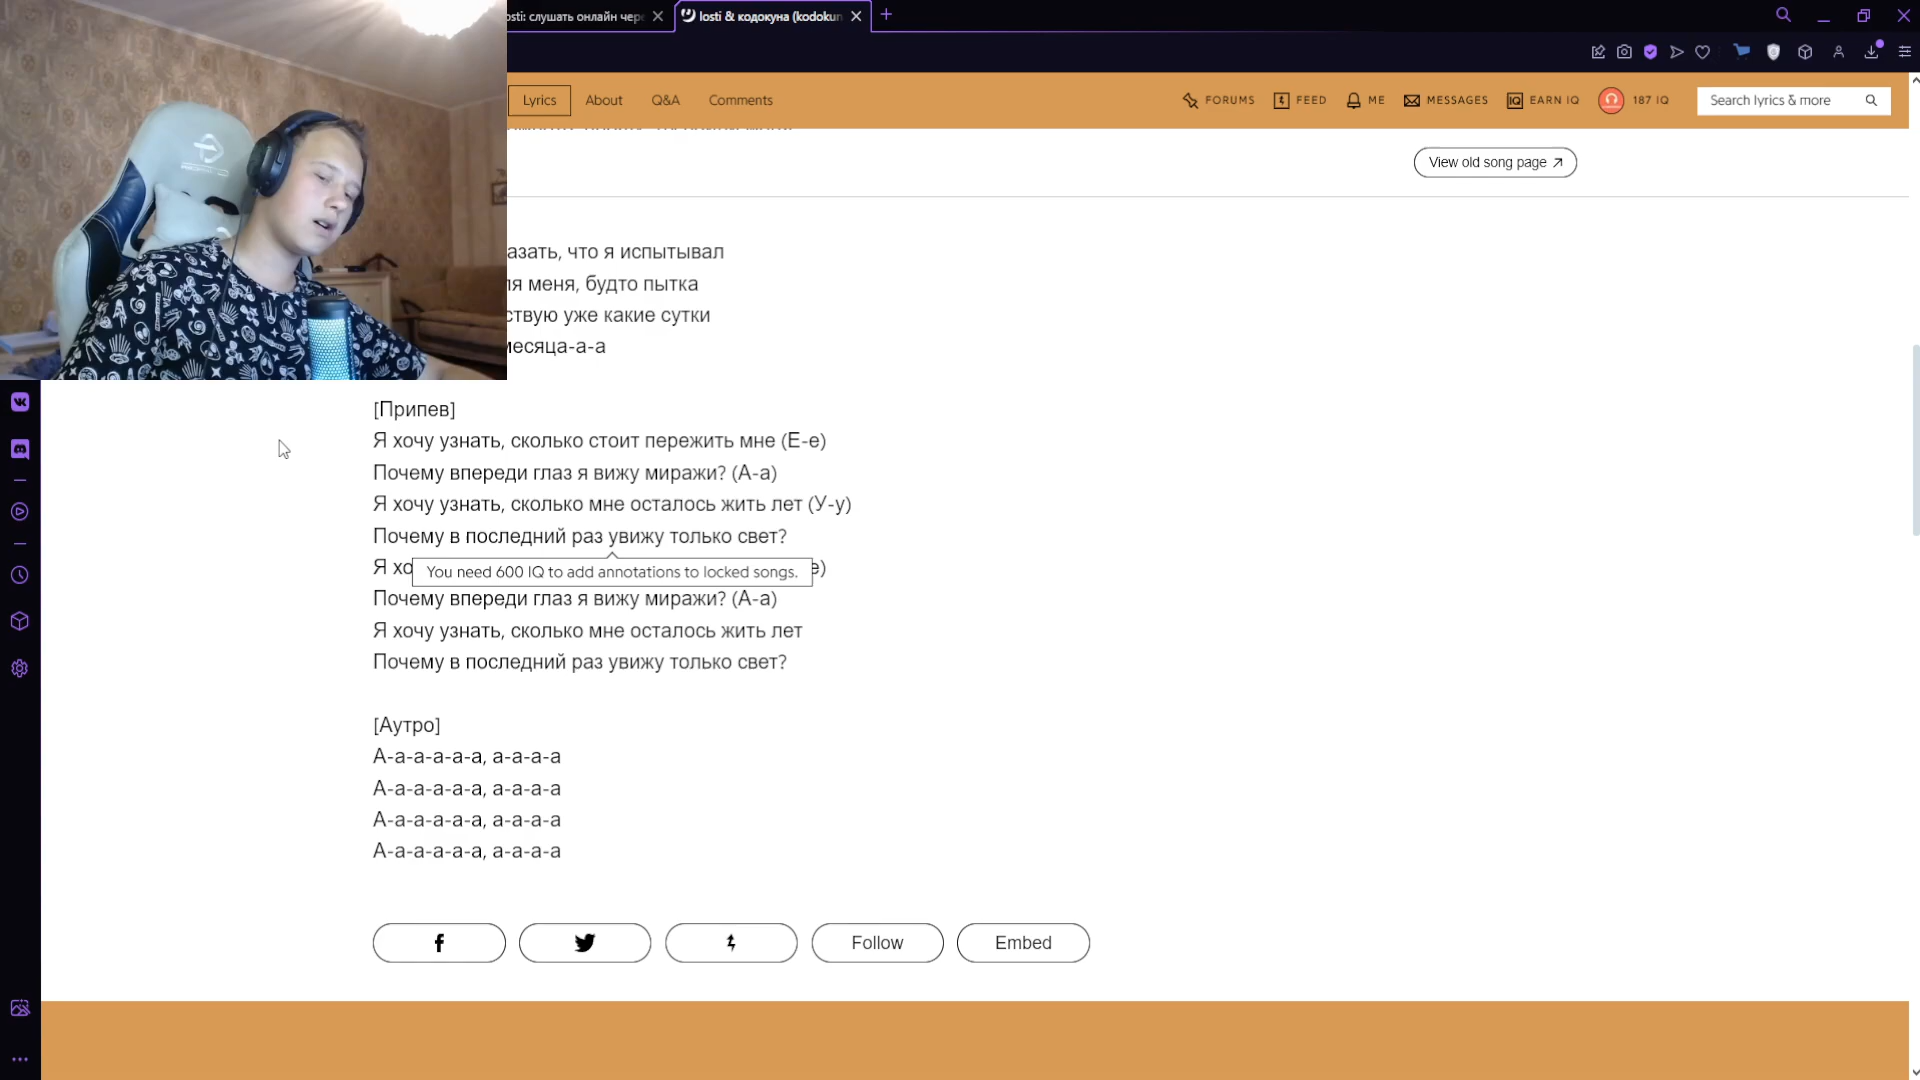 osti: слушать онлайн чер
losti & кодокуна (kodokun
Lyrics
About
Q&A
Comments
FORUMS
FEED
ME
MESSAGES
EARN IQ
187 IQ
Search lyrics & more
View old song page
азать, что я испытывал
ля меня, будто пытка
ствую уже какие сутки
месяца-а-а
[Припев]
Я хочу узнать, сколько стоит пережить мне (Е-е)
Почему впереди глаз я вижу миражи? (А-а)
Я хочу узнать, сколько мне осталось жить лет (У-у)
Почему в последний раз увижу только свет?
Я хо
е)
You need 600 IQ to add annotations to locked songs.
Почему впереди глаз я вижу миражи? (А-а)
Я хочу узнать, сколько мне осталось жить лет
Почему в последний раз увижу только свет?
[Аутро]
А-а-а-а-а-а, а-а-а-а
А-а-а-а-а-а, а-а-а-а
А-а-а-а-а-а, а-а-а-а
А-а-а-а-а-а, а-а-а-а
Follow
Embed